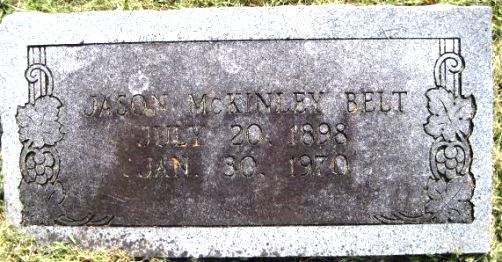 JASON McKINLEY BELT
JULY 20, 1898
JAN. 30, 1970